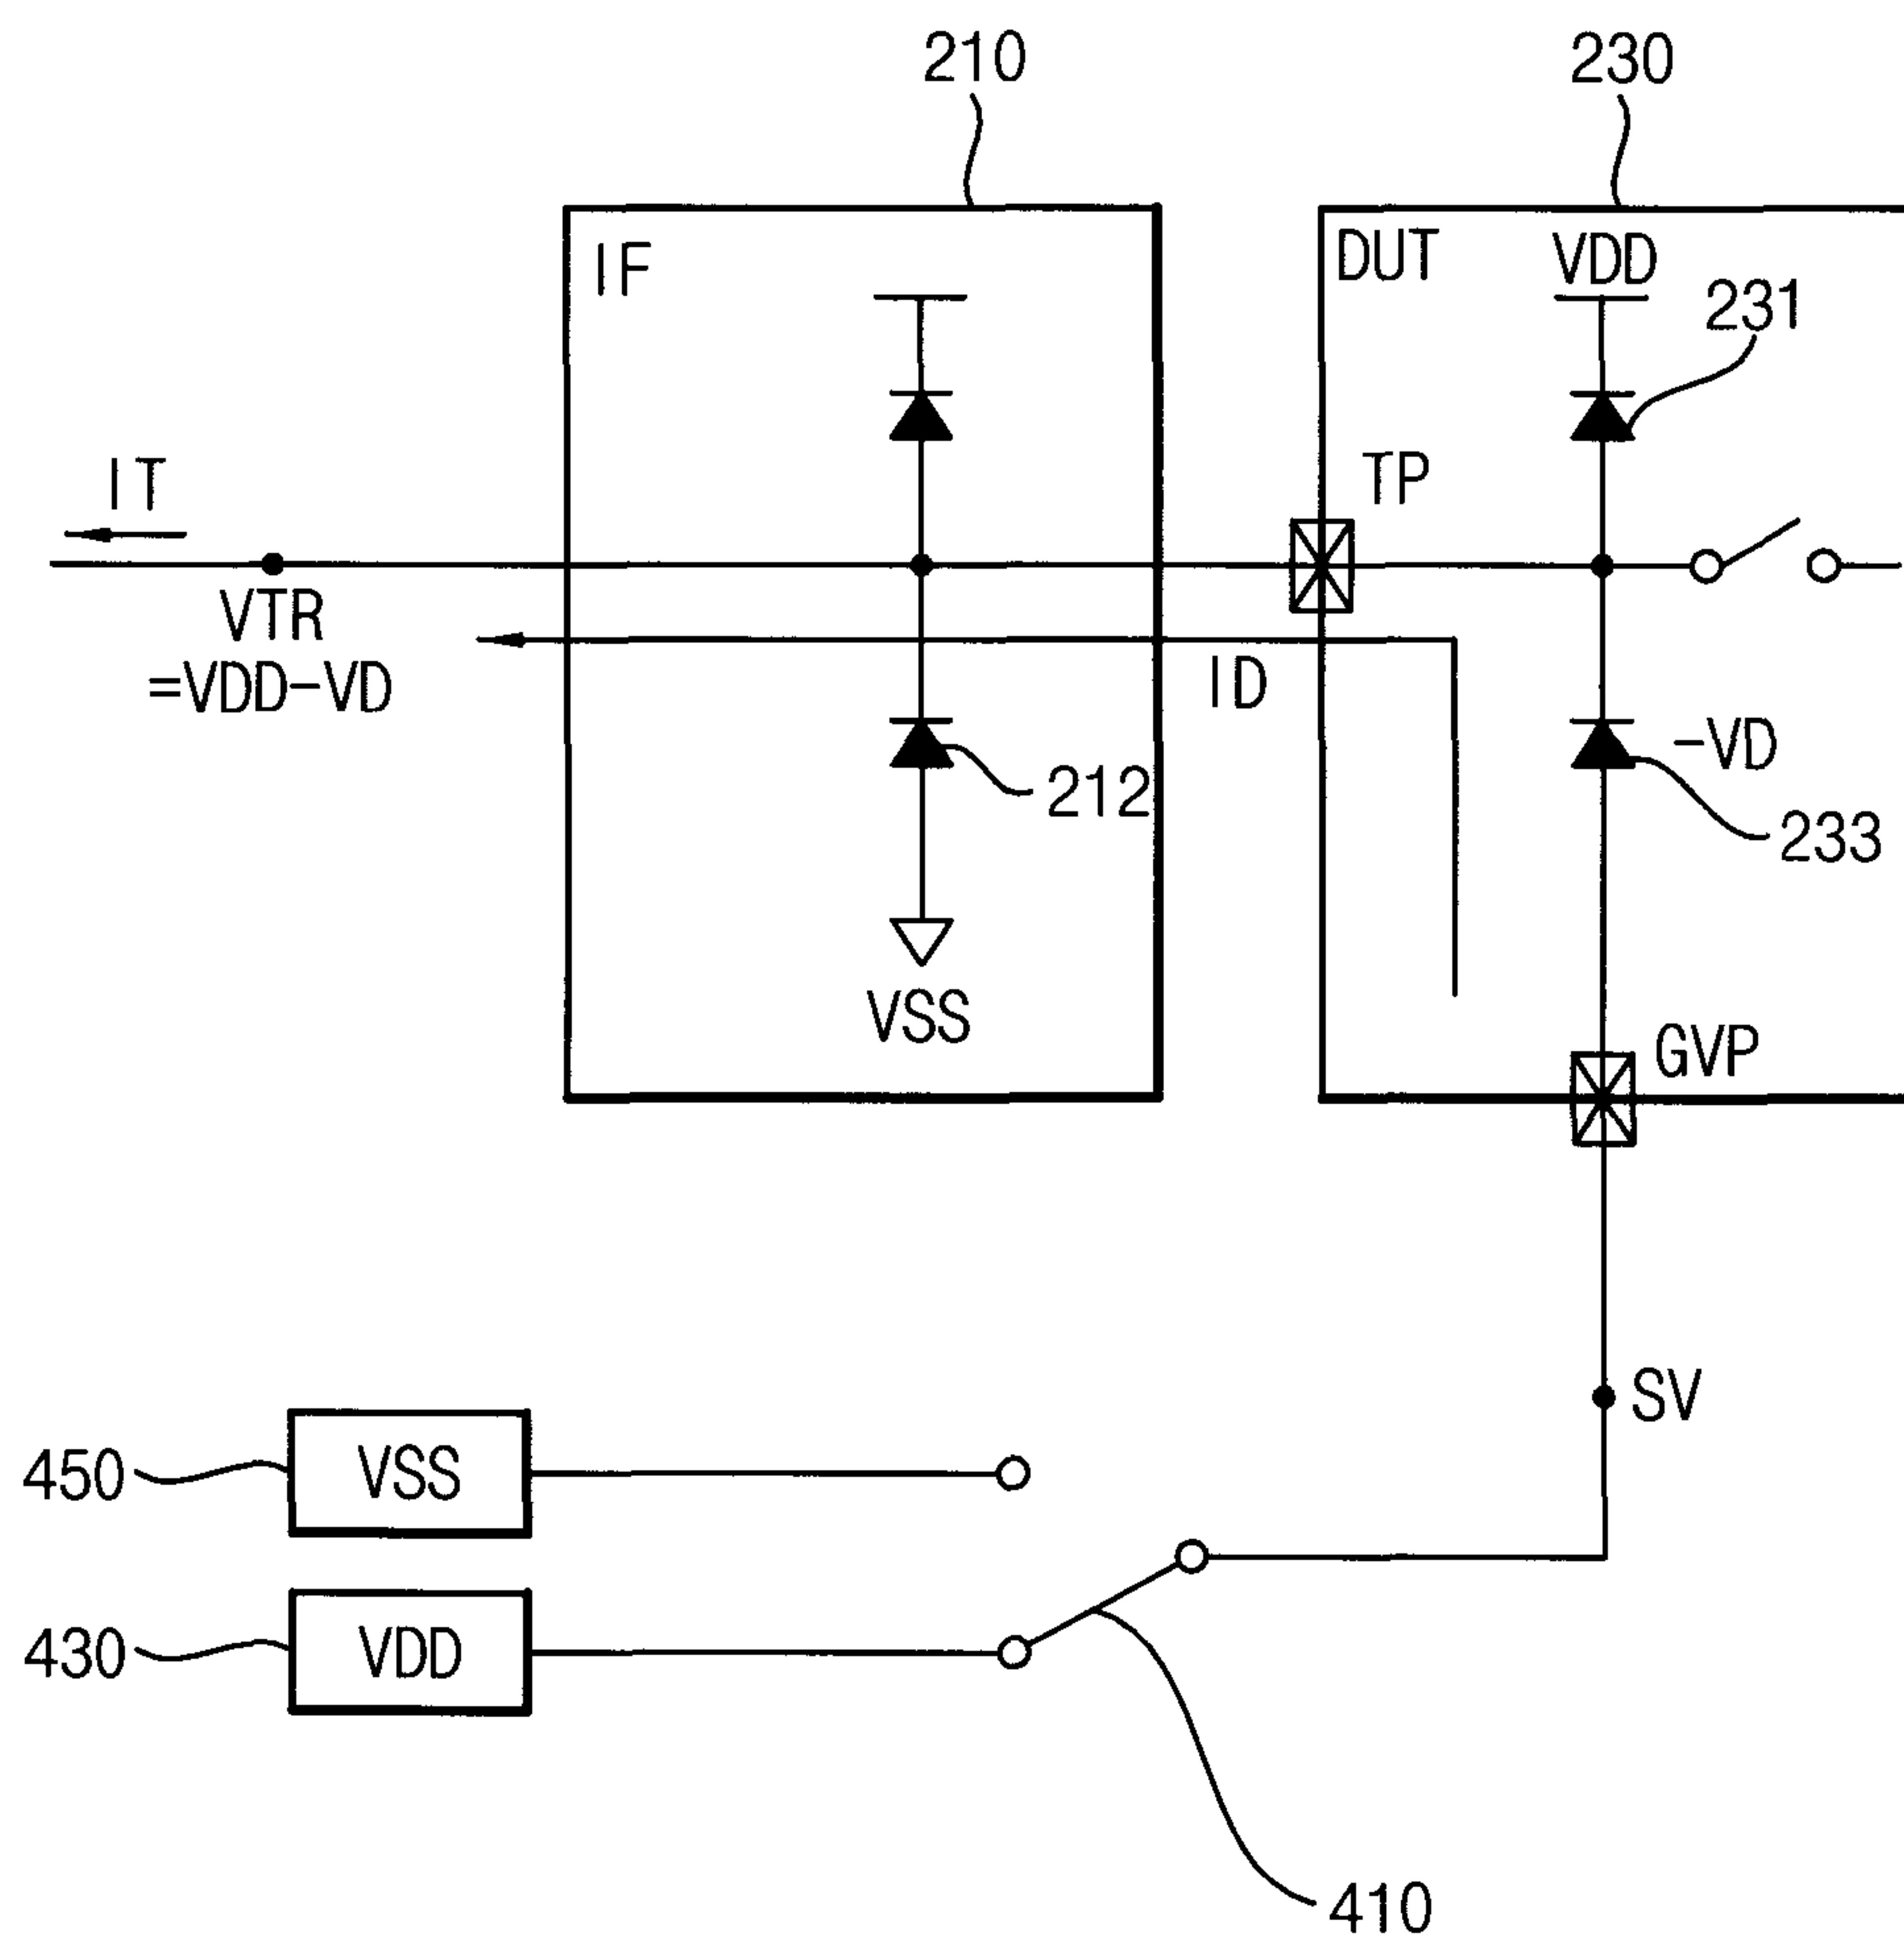 210
230
IF
DUT
VDD
231
IT
TP
VTR
=VDD-VD
ID
-VD
212
233
VSS
GVP
SV
450
VSS
430
VDD
410